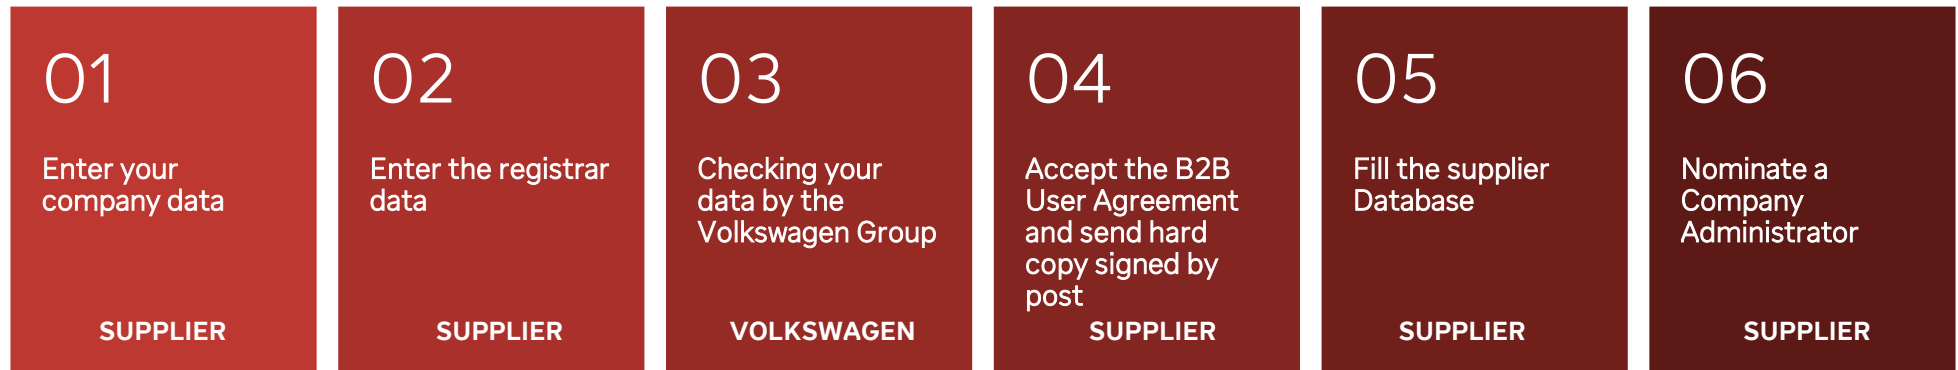 01
Enter your
company data
SUPPLIER
02
Enter the registrar
data
SUPPLIER
03
Checking your
data by the
Volkswagen Group
VOLKSWAGEN
04
Accept the B2B
User Agreement
and send hard
copy signed by
post
SUPPLIER
05
Fill the supplier
Database
SUPPLIER
06
Nominate a
Company
Administrator
SUPPLIER